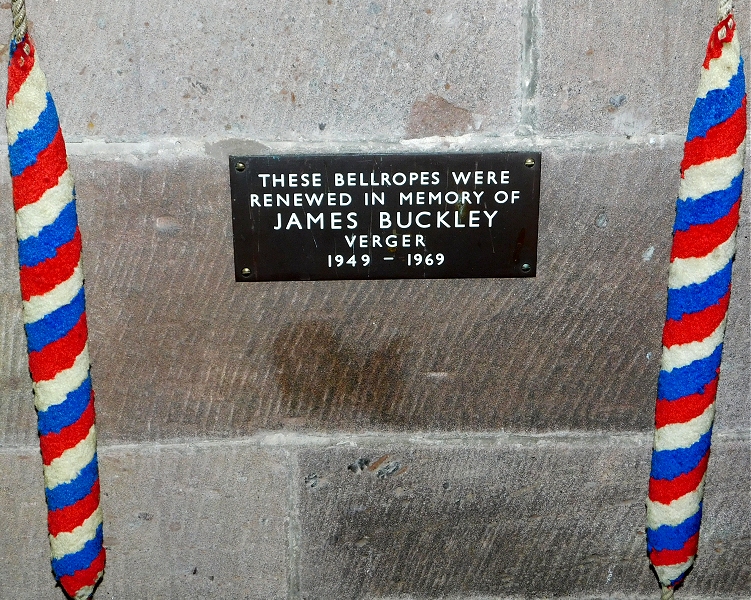 THESE BELLROPES WERE
RENEWED IN MEMORY OF
JAMES BUCKLEY
VERGER
1949 – 1969